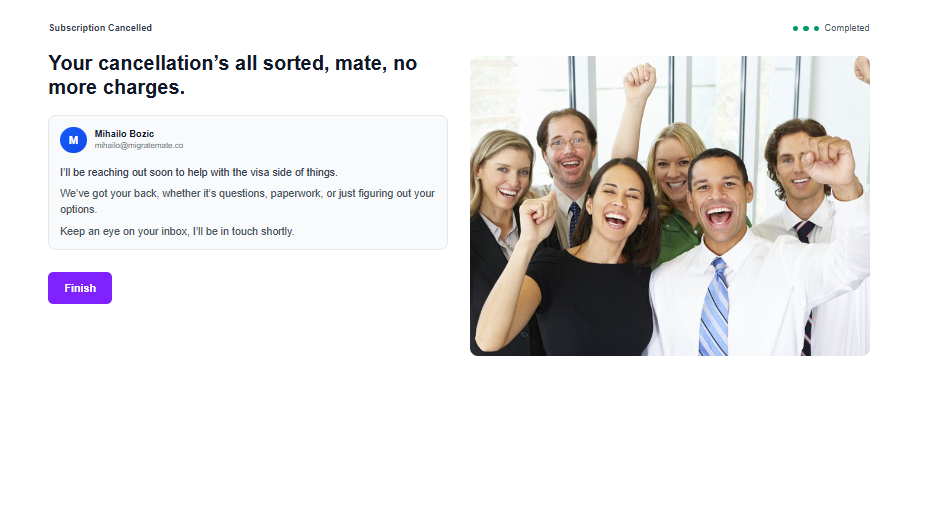 Subscription Cancelled
Completed
Your cancellation’s all sorted, mate, no
more charges.
M
Mihailo Bozic
mihailo@migratemate.co
I’ll be reaching out soon to help with the visa side of things.
We’ve got your back, whether it’s questions, paperwork, or just figuring out your
options.
Keep an eye on your inbox, I’ll be in touch shortly.
Finish